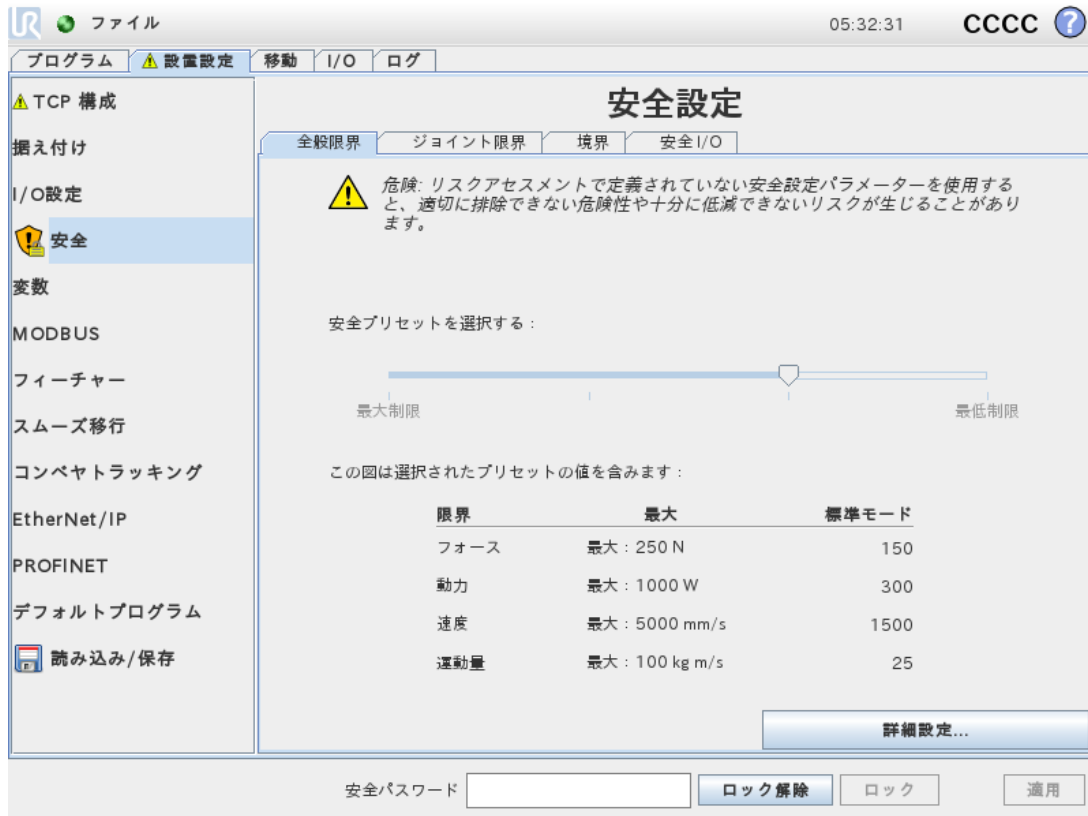 UR ファイル 05:32:31 CCCC ?
プログラム 設置設定 移動 I/O ログ
TCP 構成
据え付け
I/O設定
安全
変数
MODBUS
フィーチャー
スムーズ移行
コンベヤトラッキング
EtherNet/IP
PROFINET
デフォルトプログラム
読み込み/保存
安全設定
全般限界 ジョイント限界 境界 安全I/O
危険: リスクアセスメントで定義されていない安全設定パラメーターを使用する
と、適切に排除できない危険性や十分に低減できないリスクが生じることがあり
ます。
安全プリセットを選択する :
最大制限 最低制限
この図は選択されたプリセットの値を含みます :
限界 最大 標準モード
フォース 最大 : 250 N 150
動力 最大 : 1000 W 300
速度 最大 : 5000 mm/s 1500
運動量 最大 : 100 kg m/s 25
詳細設定...
安全パスワード ロック解除 ロック 適用